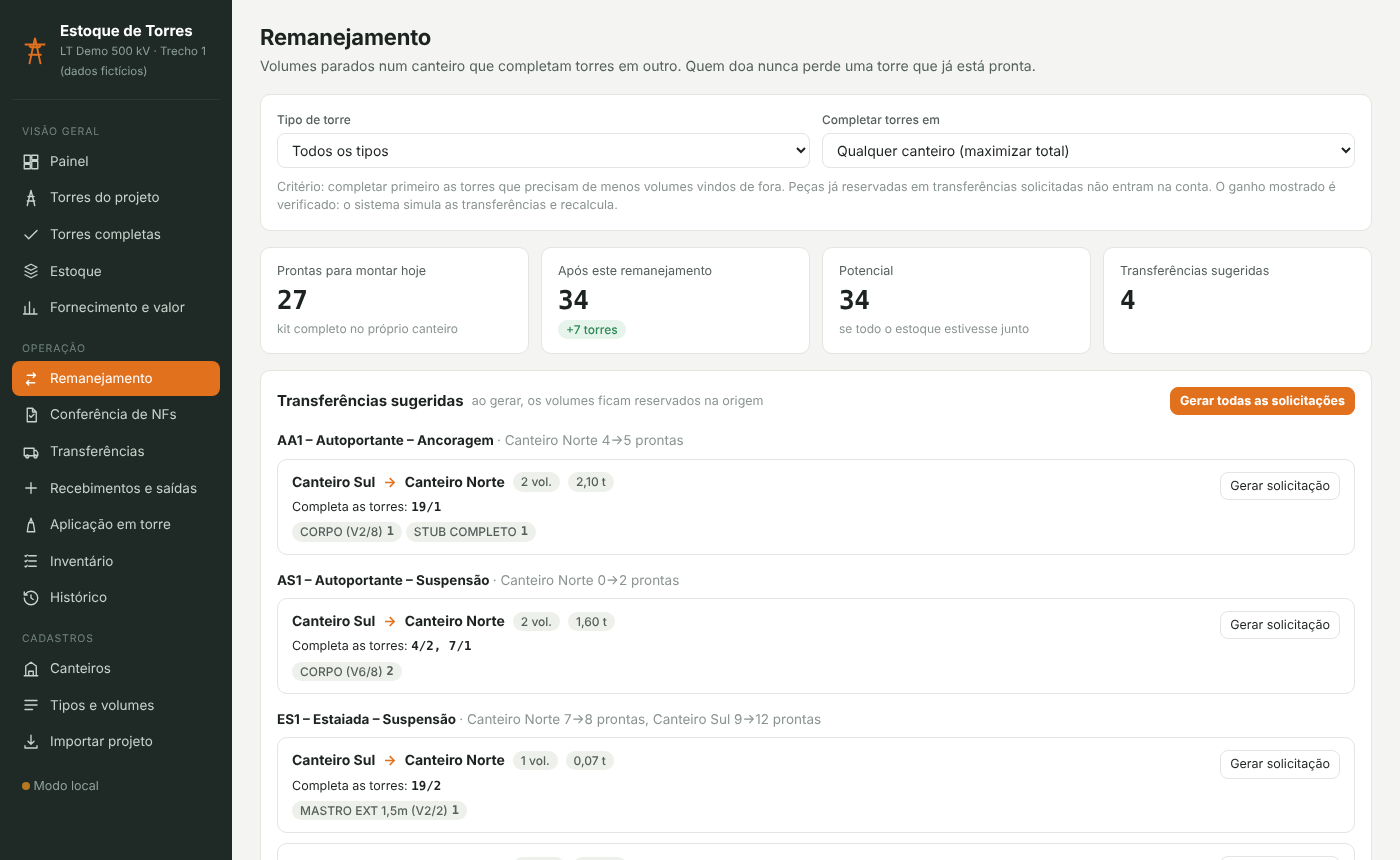 Estoque de Torres
LT Demo 500 kV · Trecho 1
(dados fictícios)
VISÃO GERAL
Painel
Torres do projeto
Torres completas
Estoque
Fornecimento e valor
OPERAÇÃO
Remanejamento
Conferência de NFs
Transferências
Recebimentos e saídas
Aplicação em torre
Inventário
Histórico
CADASTROS
Canteiros
Tipos e volumes
Importar projeto
Modo local
Remanejamento
Volumes parados num canteiro que completam torres em outro. Quem doa nunca perde uma torre que já está pronta.
Tipo de torre
Todos os tipos
Completar torres em
Qualquer canteiro (maximizar total)
Critério: completar primeiro as torres que precisam de menos volumes vindos de fora. Peças já reservadas em transferências solicitadas não entram na conta. O ganho mostrado é
verificado: o sistema simula as transferências e recalcula.
Prontas para montar hoje
27
kit completo no próprio canteiro
Após este remanejamento
34
+7 torres
Potencial
34
se todo o estoque estivesse junto
Transferências sugeridas
4
Transferências sugeridas ao gerar, os volumes ficam reservados na origem
Gerar todas as solicitações
AA1 – Autoportante – Ancoragem · Canteiro Norte 4→5 prontas
Canteiro Sul → Canteiro Norte 2 vol. 2,10 t
Gerar solicitação
Completa as torres: 19/1
CORPO (V2/8) 1 STUB COMPLETO 1
AS1 – Autoportante – Suspensão · Canteiro Norte 0→2 prontas
Canteiro Sul → Canteiro Norte 2 vol. 1,60 t
Gerar solicitação
Completa as torres: 4/2, 7/1
CORPO (V6/8) 2
ES1 – Estaiada – Suspensão · Canteiro Norte 7→8 prontas, Canteiro Sul 9→12 prontas
Canteiro Sul → Canteiro Norte 1 vol. 0,07 t
Gerar solicitação
Completa as torres: 19/2
MASTRO EXT 1,5m (V2/2) 1